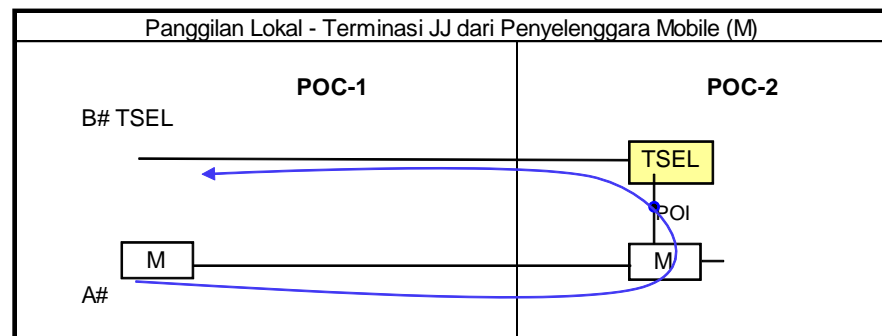 Panggilan Lokal - Terminasi JJ dari Penyelenggara Mobile (M)
POC-1
POC-2
B# TSEL
TSEL
POI
M
M
A#